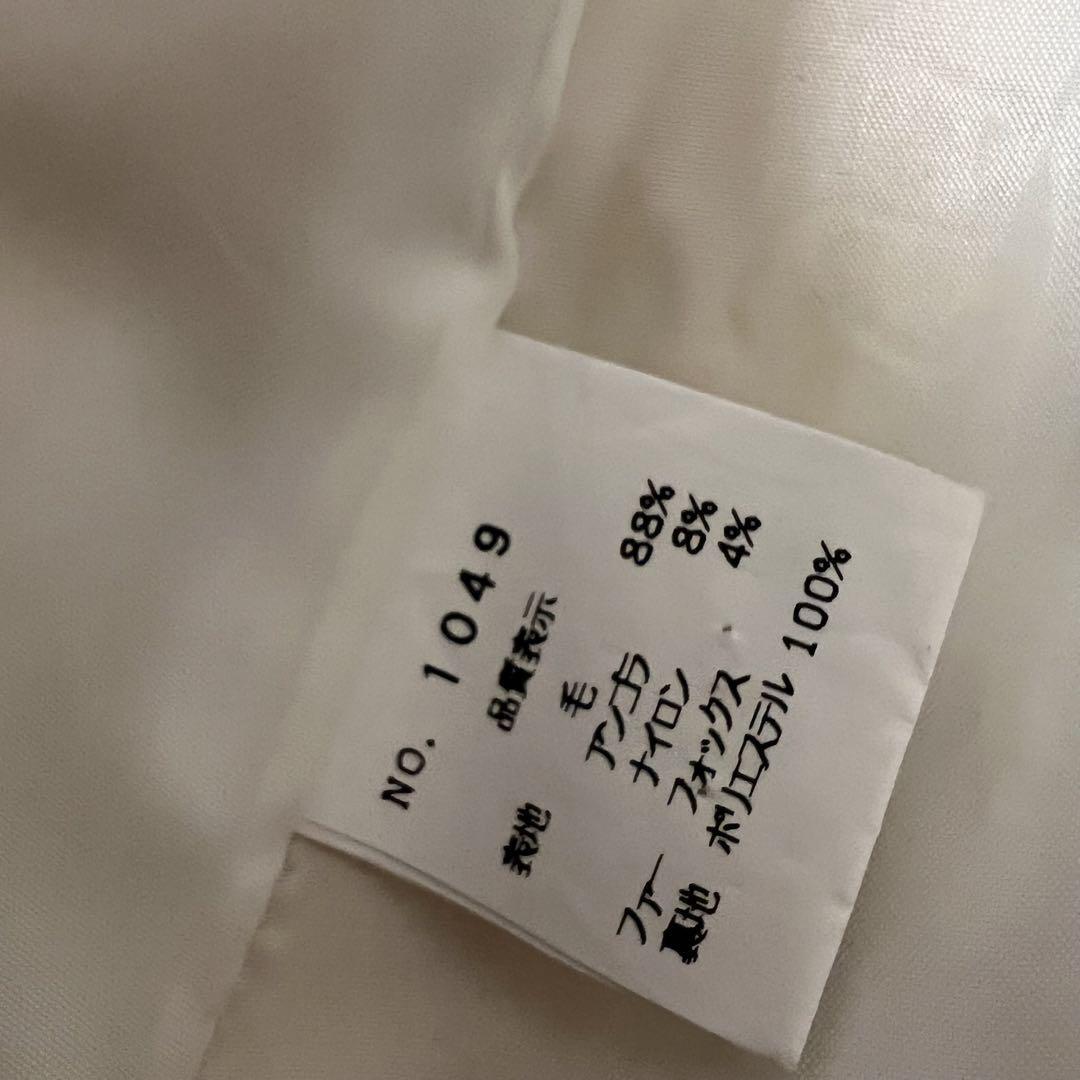 NO. 1049
品質表示
表地 毛 88%
アンゴラ 8%
ナイロン 4%
ファー フォックス
裏地 ポリエステル 100%